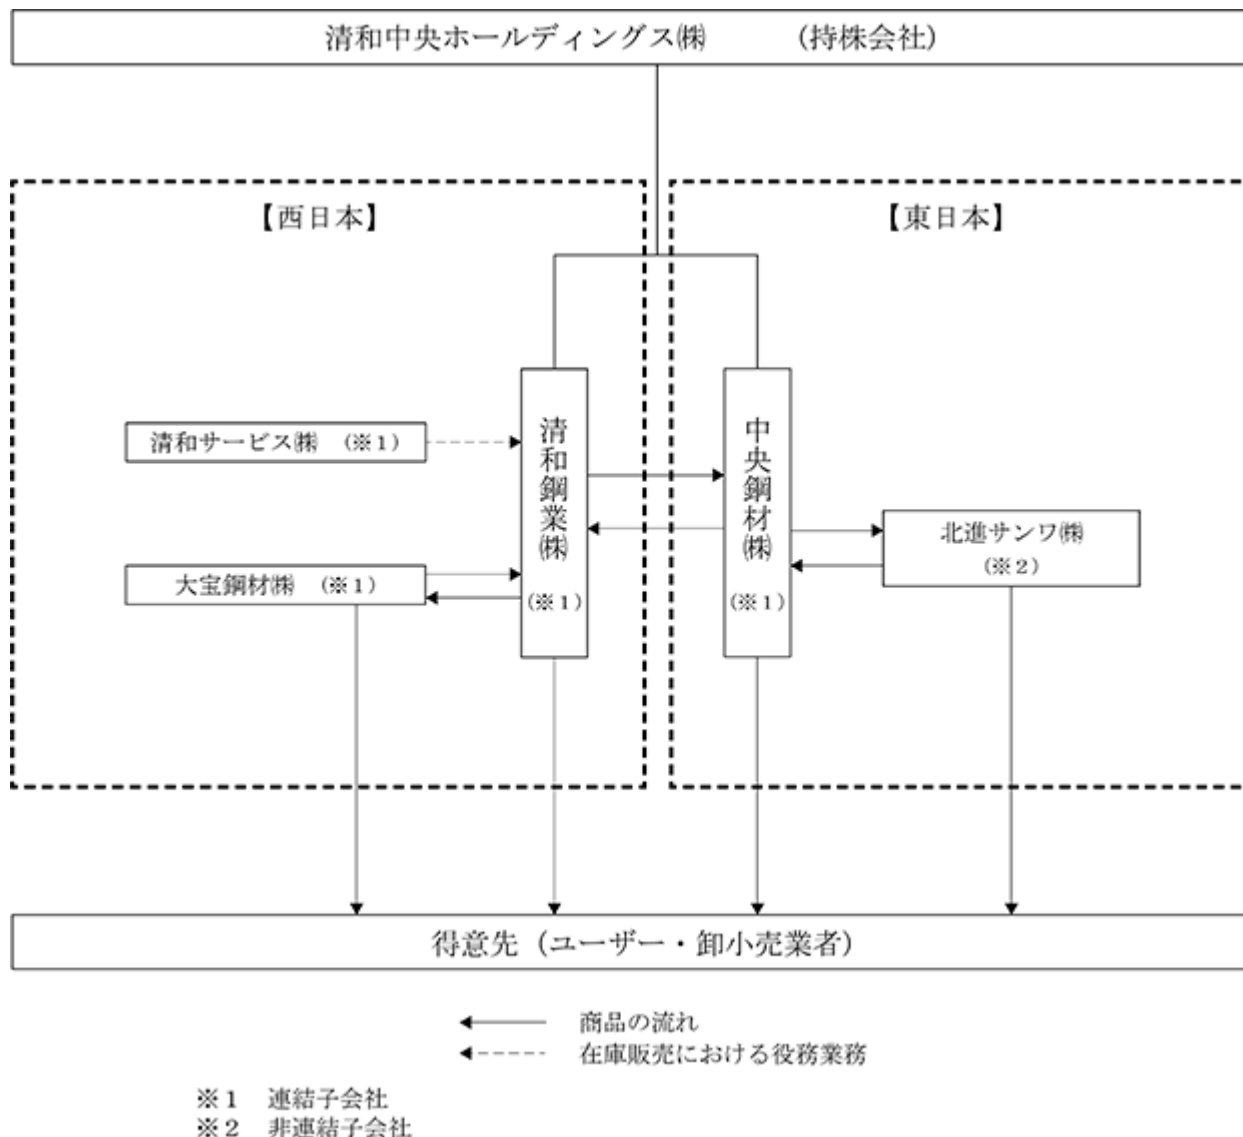 清和中央ホールディングス㈱　　　（持株会社）
【西日本】
【東日本】
清和サービス㈱　（※１）
大宝鋼材㈱　（※１）
清和鋼業㈱
（※１）
中央鋼材㈱
（※１）
北進サンワ㈱
（※２）
得意先（ユーザー・卸小売業者）
商品の流れ
在庫販売における役務業務
※１　連結子会社
※２　非連結子会社